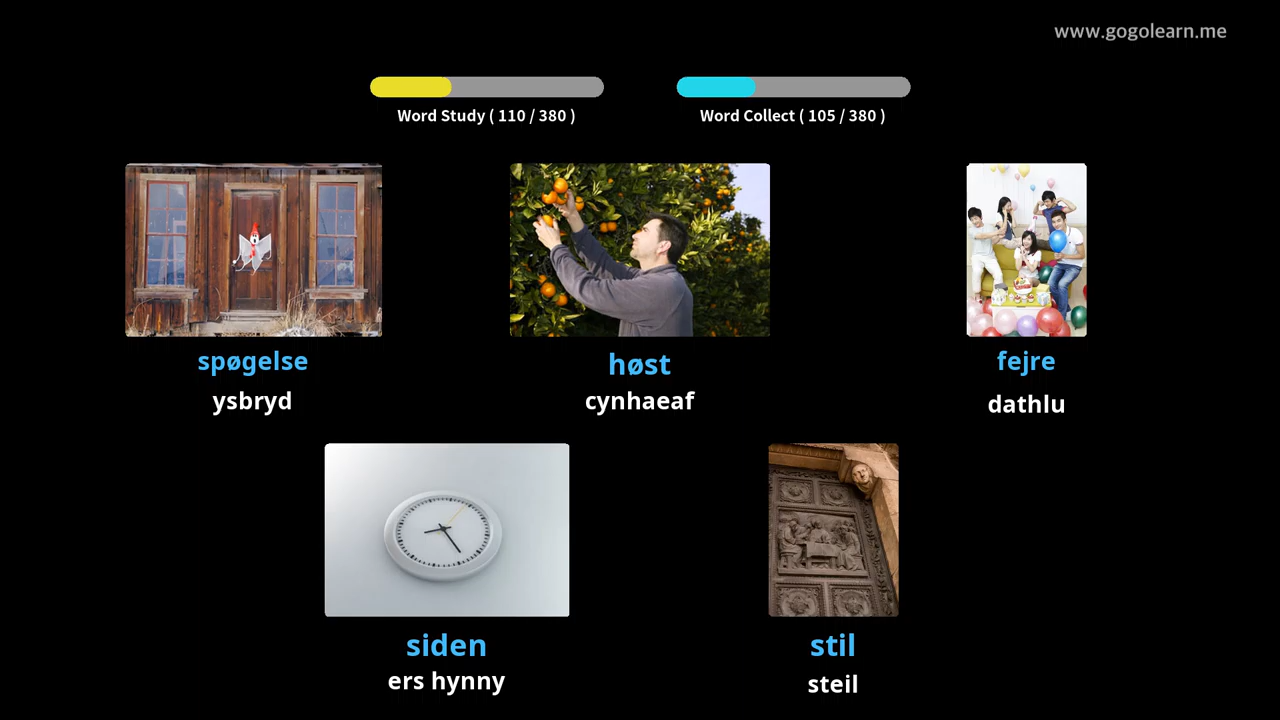 www.gogolearn.me
Word Study ( 110 / 380 )
Word Collect ( 105 / 380 )
spøgelse
ysbryd
høst
cynhaeaf
fejre
dathlu
siden
ers hynny
stil
steil